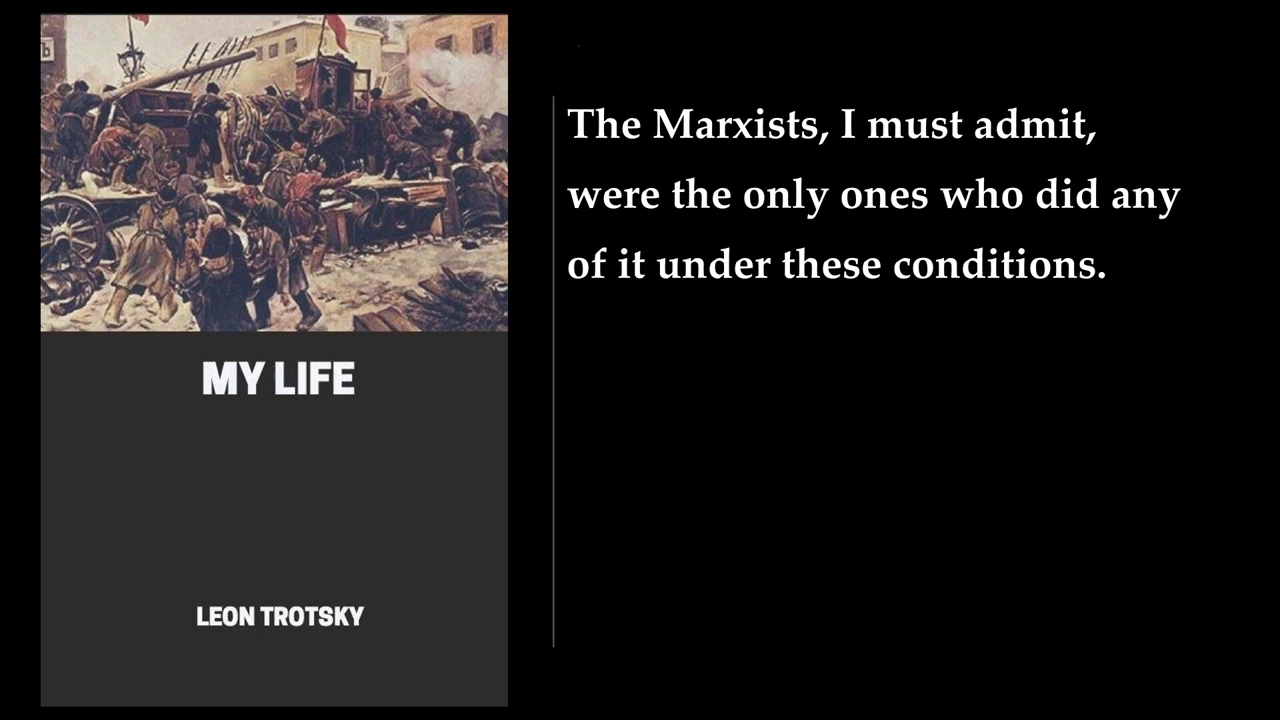 MY LIFE
LEON TROTSKY
The Marxists, I must admit,
were the only ones who did any
of it under these conditions.